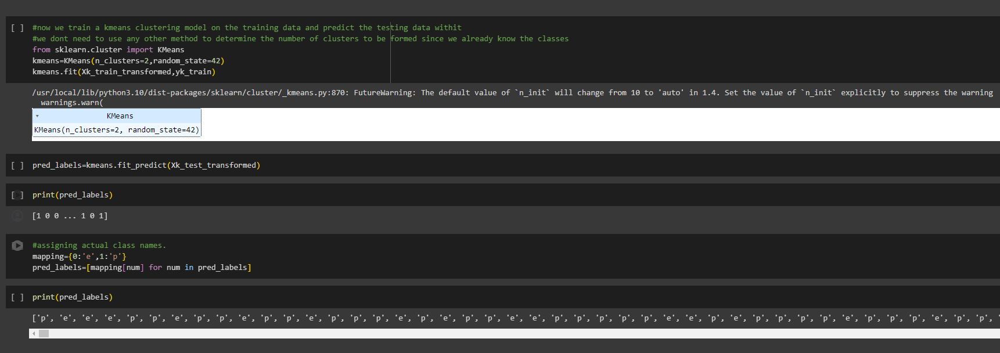 [ ] #now we train a kmeans clustering model on the training data and predict the testing data withit
#we dont need to use any other method to determine the number of clusters to be formed since we already know the classes
from sklearn.cluster import KMeans
kmeans=KMeans(n_clusters=2,random_state=42)
kmeans.fit(Xk_train_transformed,yk_train)
/usr/local/lib/python3.10/dist-packages/sklearn/cluster/_kmeans.py:870: FutureWarning: The default value of `n_init` will change from 10 to 'auto' in 1.4. Set the value of `n_init` explicitly to suppress the warning
warnings.warn(
KMeans
KMeans(n_clusters=2, random_state=42)
[ ] pred_labels=kmeans.fit_predict(Xk_test_transformed)
[ ] print(pred_labels)
[1 0 0 ... 1 0 1]
#assigning actual class names.
mapping={0:'e',1:'p'}
pred_labels=[mapping[num] for num in pred_labels]
[ ] print(pred_labels)
['p', 'e', 'e', 'e', 'p', 'p', 'e', 'p', 'p', 'e', 'p', 'p', 'e', 'p', 'p', 'p', 'e', 'p', 'e', 'p', 'p', 'e', 'e', 'p', 'p', 'p', 'p', 'p', 'e', 'e', 'p', 'e', 'p', 'p', 'p', 'p', 'e', 'p', 'p', 'p', 'e', 'p', 'p',